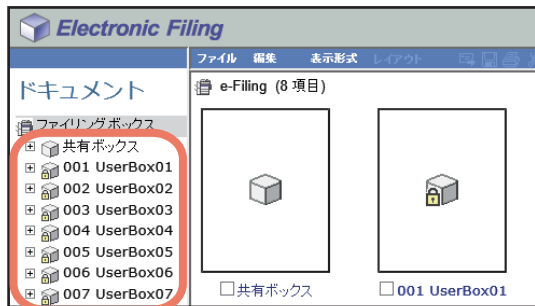 Electronic Filing
ファイル 編集 表示形式 レイアウト
ドキュメント
e-Filing (8 項目)
ファイリングボックス
共有ボックス
001 UserBox01
002 UserBox02
003 UserBox03
004 UserBox04
005 UserBox05
006 UserBox06
007 UserBox07
共有ボックス
001 UserBox01